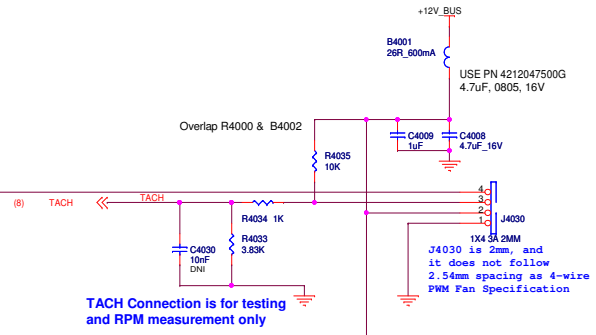 +12V_BUS
B4001
26R_600mA
USE PN 4212047500G
4.7uF, 0805, 16V
Overlap R4000 & B4002
C4009
1uF
C4008
4.7uF_16V
R4035
10K
(8) TACH
TACH
R4034 1K
R4033
3.83K
C4030
10nF
DNI
4
3
2
1
J4030
1X4 3A 2MM
J4030 is 2mm, and
it does not follow
2.54mm spacing as 4-wire
PWM Fan Specification
TACH Connection is for testing
and RPM measurement only